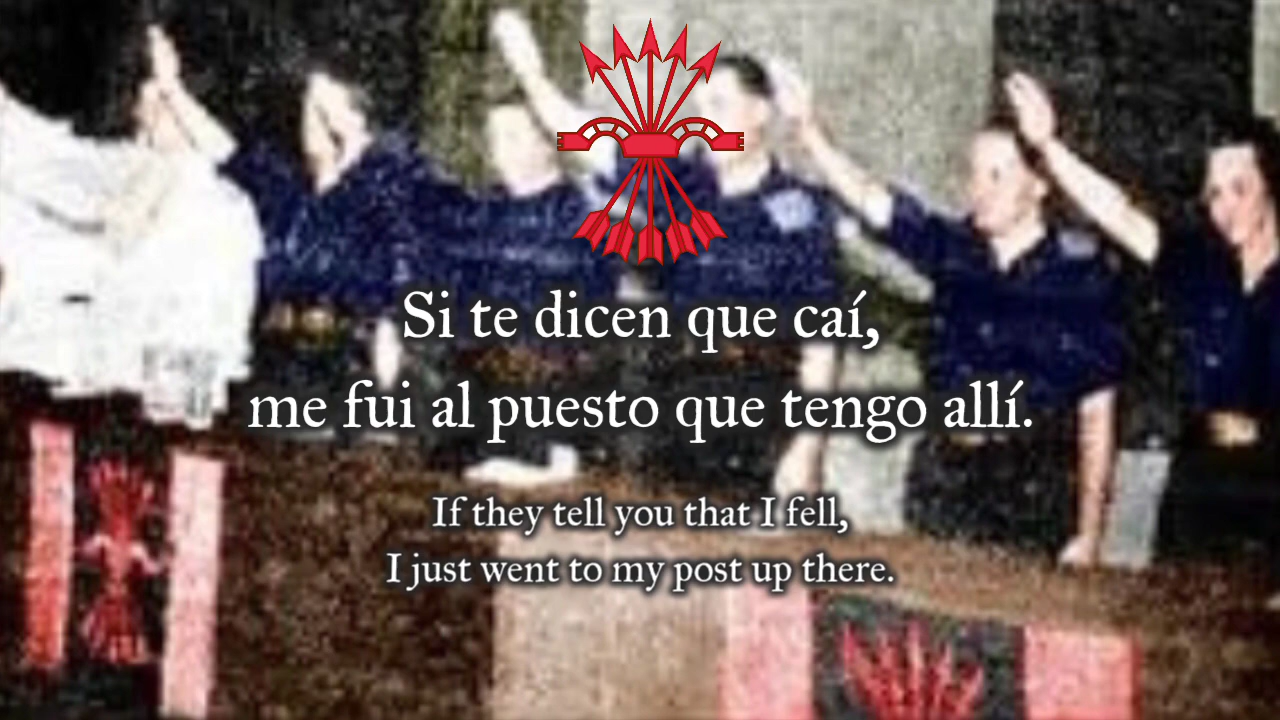 Si te dicen que caí,
me fui al puesto que tengo allí.
If they tell you that I fell,
I just went to my post up there.